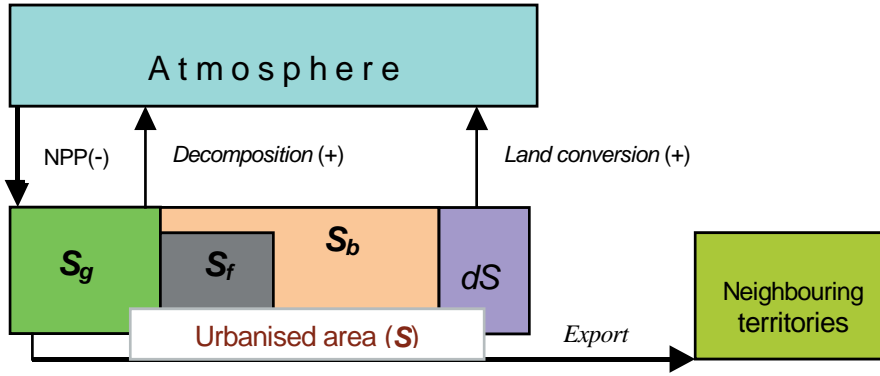 Atmosphere
NPP(-)
Decomposition (+)
Land conversion (+)
Sg
Sf
Sb
dS
Neighbouring
territories
Urbanised area (S)
Export